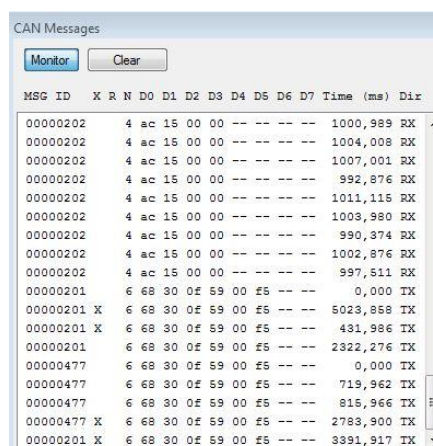 CAN Messages
Monitor Clear
MSG ID X R N D0 D1 D2 D3 D4 D5 D6 D7 Time (ms) Dir
00000202 4 ac 15 00 00 -- -- -- -- 1000,989 RX
00000202 4 ac 15 00 00 -- -- -- -- 1004,008 RX
00000202 4 ac 15 00 00 -- -- -- -- 1007,001 RX
00000202 4 ac 15 00 00 -- -- -- -- 992,876 RX
00000202 4 ac 15 00 00 -- -- -- -- 1011,115 RX
00000202 4 ac 15 00 00 -- -- -- -- 1003,980 RX
00000202 4 ac 15 00 00 -- -- -- -- 990,374 RX
00000202 4 ac 15 00 00 -- -- -- -- 1002,876 RX
00000202 4 ac 15 00 00 -- -- -- -- 997,511 RX
00000201 6 68 30 0f 59 00 f5 -- -- 0,000 TX
00000201 X 6 68 30 0f 59 00 f5 -- -- 5023,858 TX
00000201 X 6 68 30 0f 59 00 f5 -- -- 431,986 TX
00000201 6 68 30 0f 59 00 f5 -- -- 2322,276 TX
00000477 6 68 30 0f 59 00 f5 -- -- 0,000 TX
00000477 6 68 30 0f 59 00 f5 -- -- 719,962 TX
00000477 6 68 30 0f 59 00 f5 -- -- 815,966 TX
00000477 X 6 68 30 0f 59 00 f5 -- -- 2783,900 TX
00000201 X 6 68 30 0f 59 00 f5 -- -- 3391,917 TX